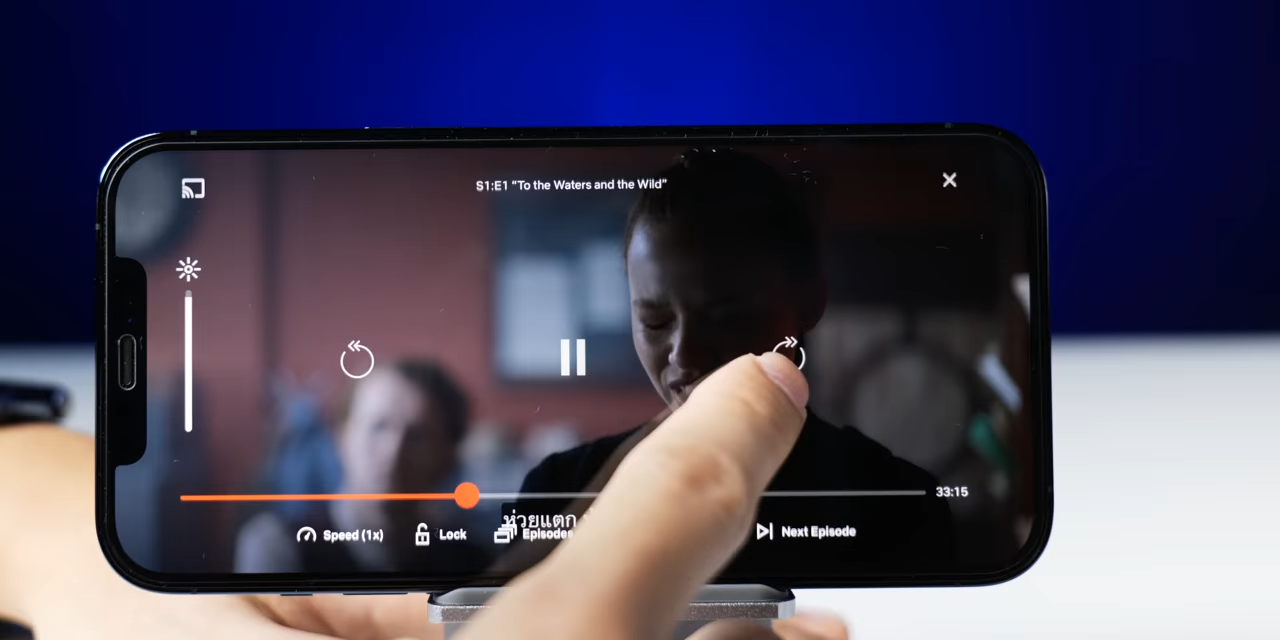 S1:E1 “To the Waters and the Wild”
33:15
ห่วยแตก
Speed (1x)
Lock
Episodes
Next Episode